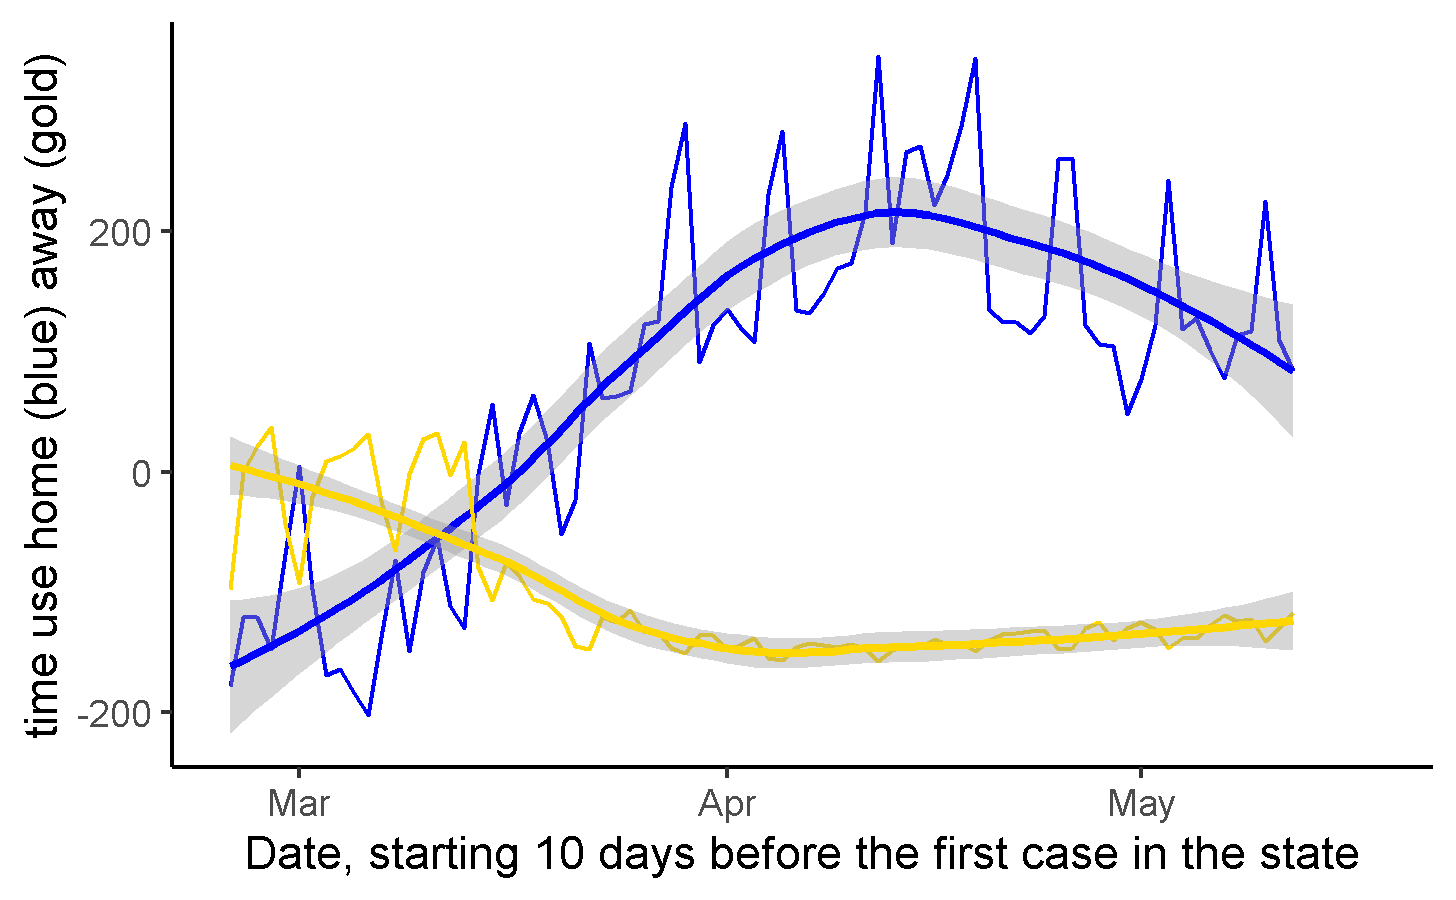 time use home (blue) away (gold)
200
0
-200
Mar
Apr
May
Date, starting 10 days before the first case in the state